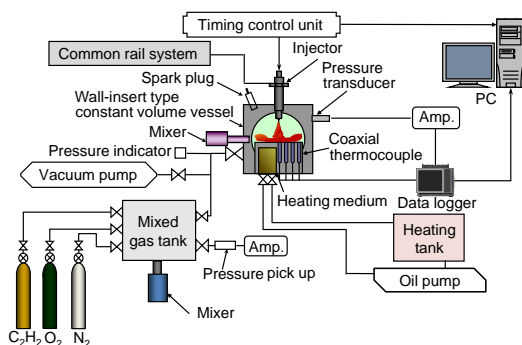 Timing control unit
Common rail system
Injector
Spark plug
Pressure
transducer
Wall-insert type
constant volume vessel
PC
Mixer
Amp.
Pressure indicator
Coaxial
thermocouple
Vacuum pump
Heating medium
Data logger
Mixed
gas tank
Heating
tank
Amp.
Pressure pick up
Oil pump
Mixer
C₂H₂ O₂ N₂